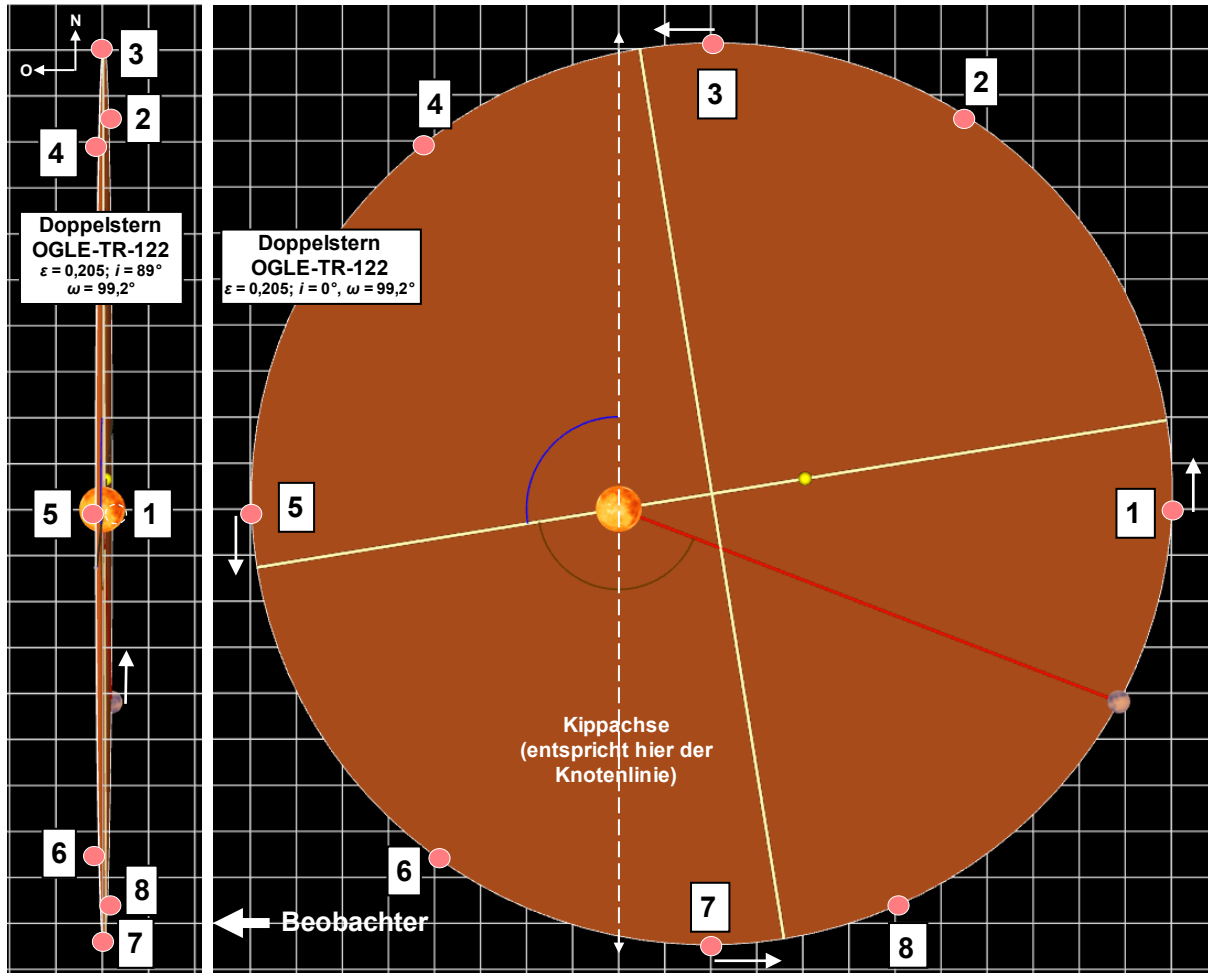 N
O
3
2
4
Doppelstern
OGLE-TR-122
ε = 0,205; i = 89°
ω = 99,2°
5
1
6
8
7
3
2
4
Doppelstern
OGLE-TR-122
ε = 0,205; i = 0°, ω = 99,2°
5
1
Kippachse
(entspricht hier der
Knotenlinie)
6
7
8
Beobachter